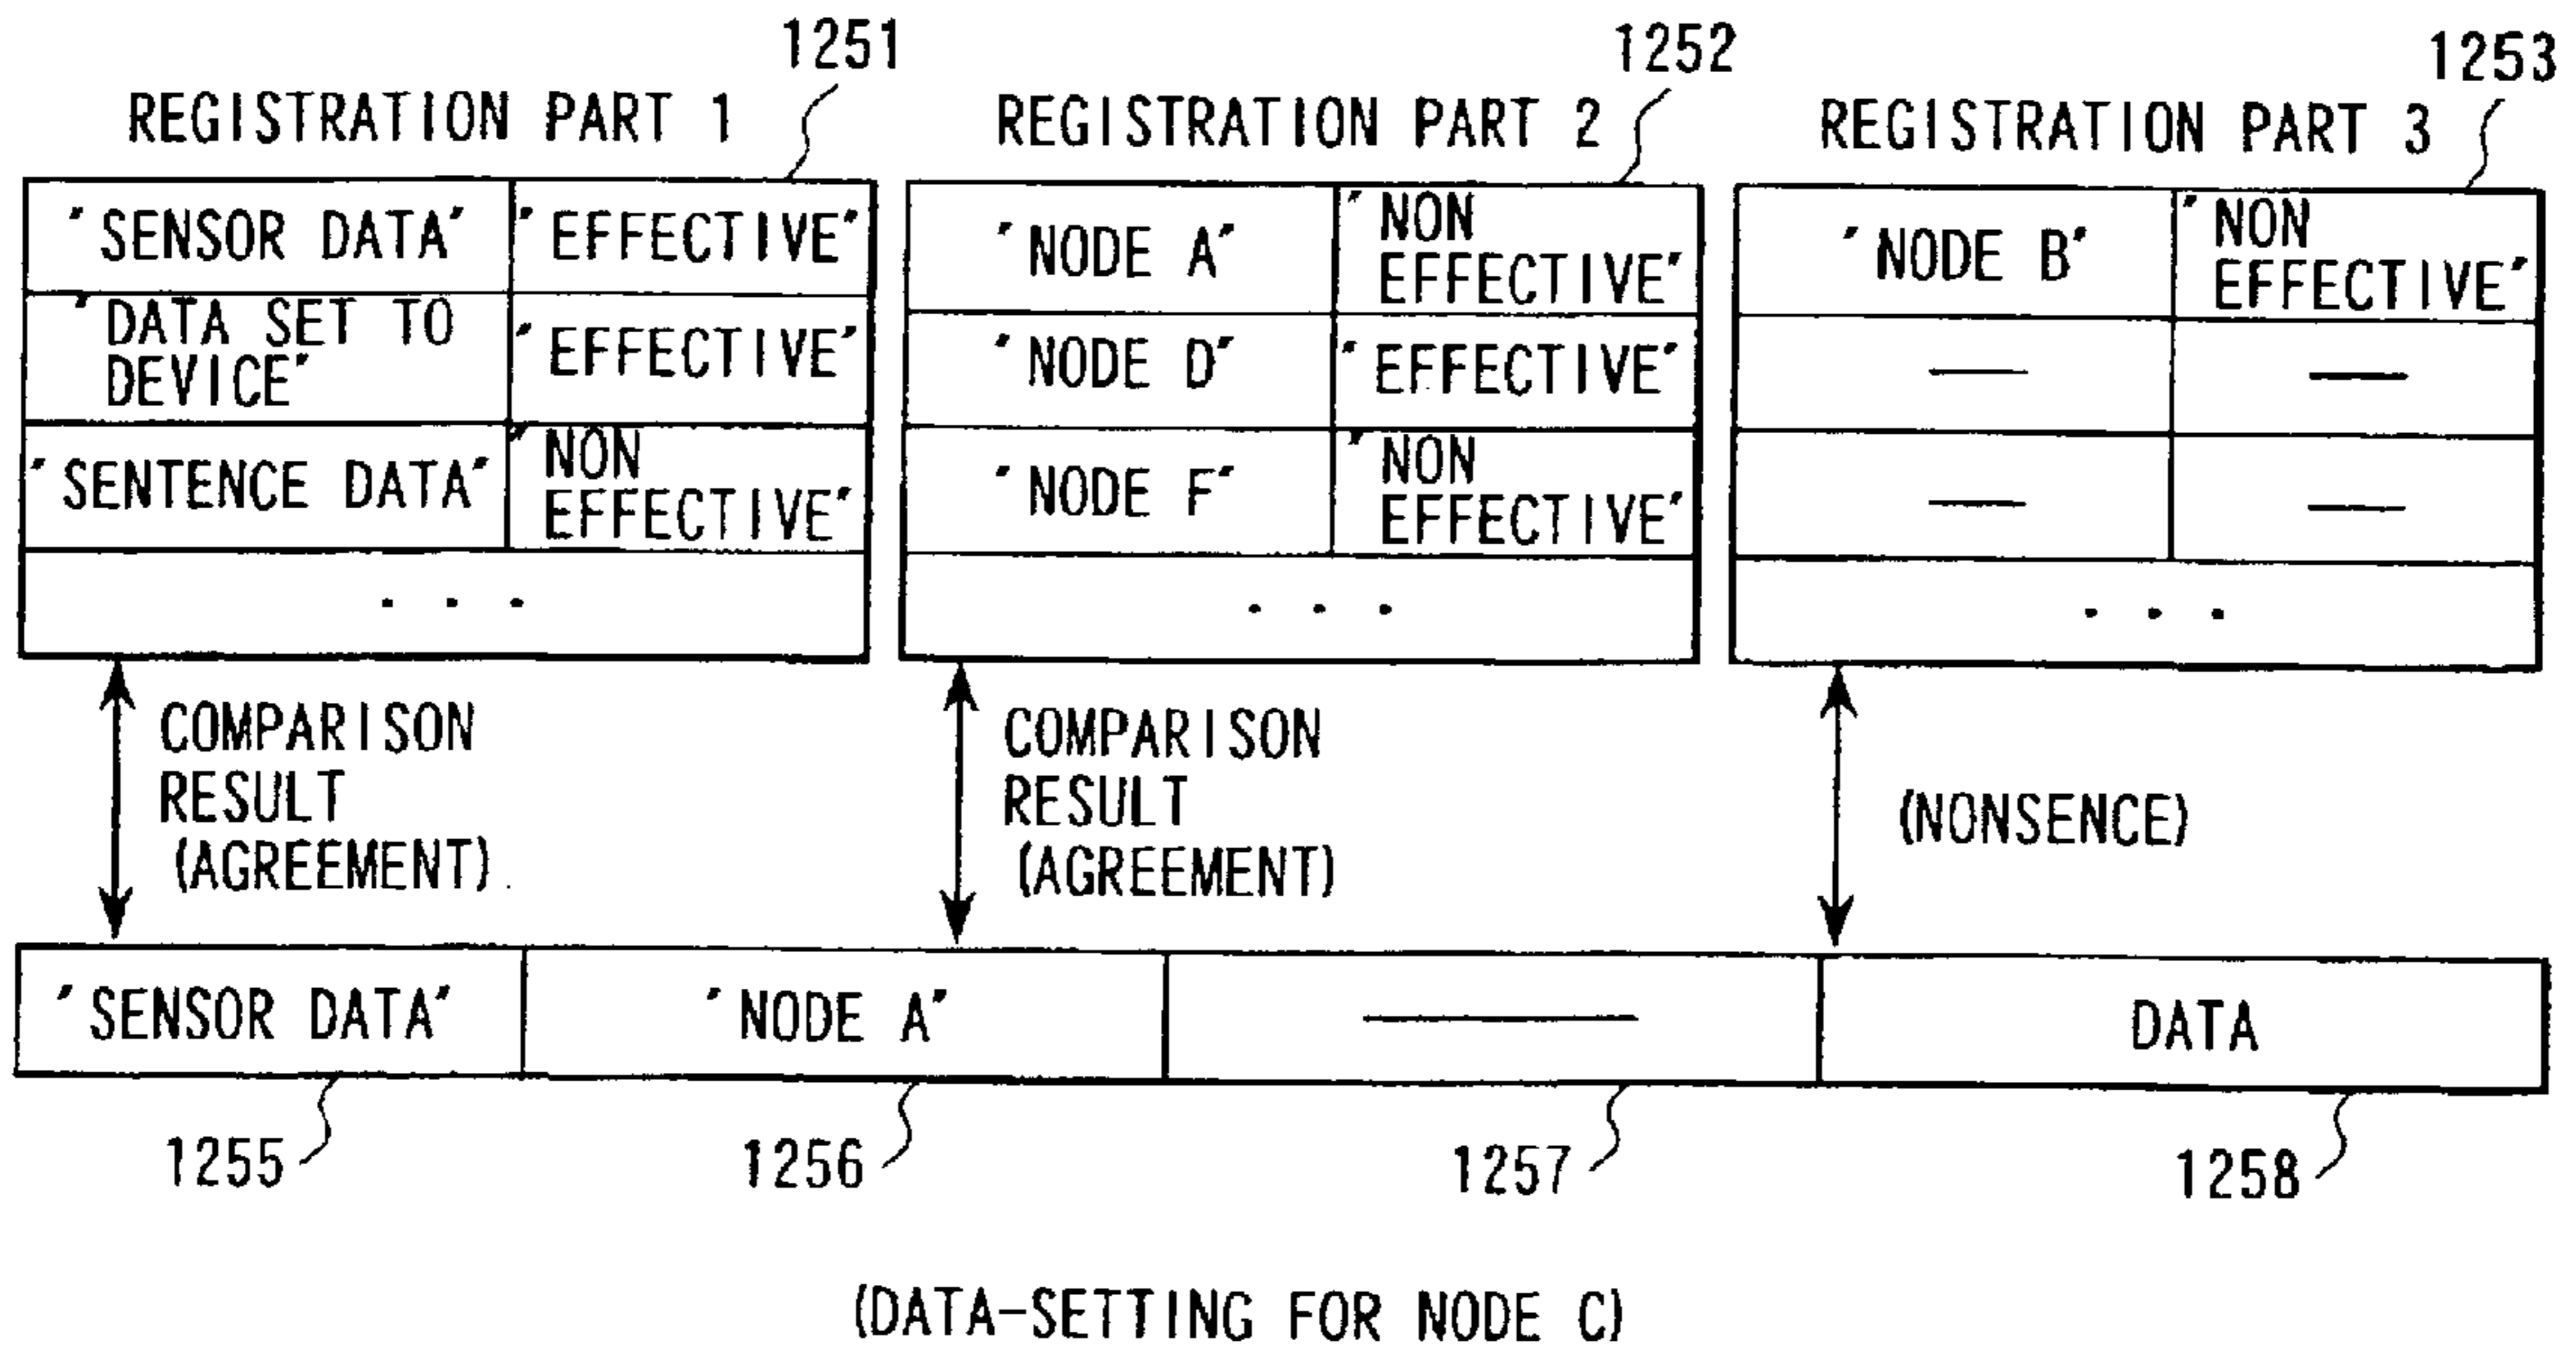 1251
1252
1253
REGISTRATION PART 1
REGISTRATION PART 2
REGISTRATION PART 3
"SENSOR DATA"
"EFFECTIVE"
"DATA SET TO
DEVICE"
"EFFECTIVE"
"SENTENCE DATA"
"NON
EFFECTIVE"
. . .
"NODE A"
"NON
EFFECTIVE"
"NODE D"
"EFFECTIVE"
"NODE F"
"NON
EFFECTIVE"
. . .
"NODE B"
"NON
EFFECTIVE"
—
—
—
—
. . .
COMPARISON
RESULT
(AGREEMENT)
COMPARISON
RESULT
(AGREEMENT)
(NONSENCE)
"SENSOR DATA"
"NODE A"
—
DATA
1255
1256
1257
1258
(DATA-SETTING FOR NODE C)